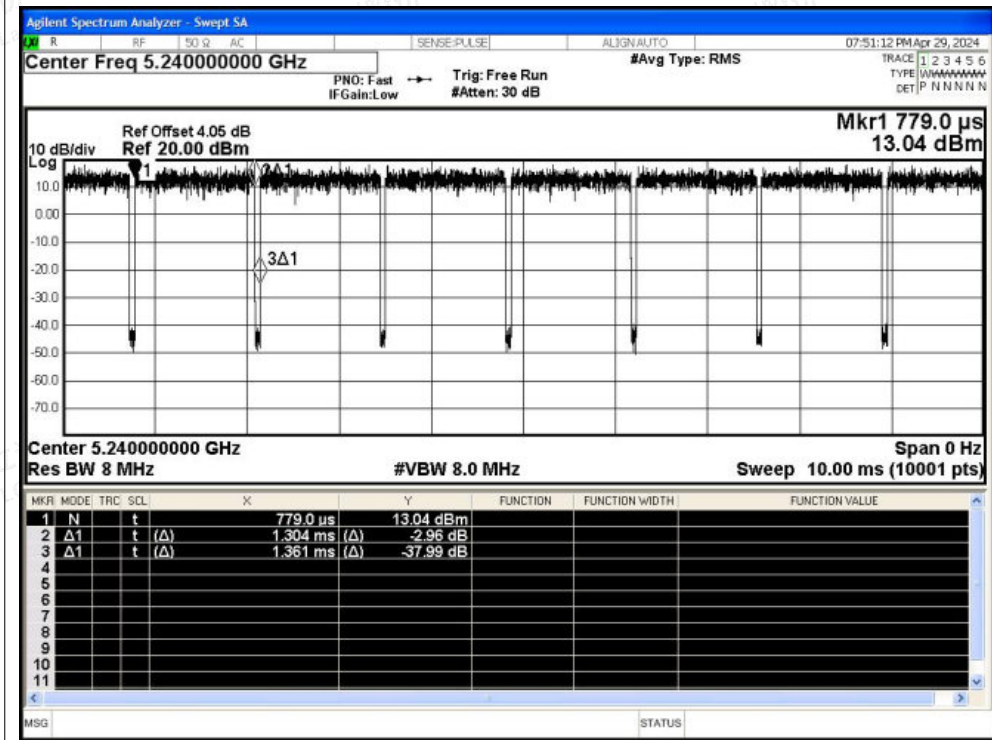 Agilent Spectrum Analyzer - Swept SA
LXI R RF 50 Ω AC SENSE:PULSE ALIGNAUTO 07:51:12 PM Apr 29, 2024
Center Freq 5.240000000 GHz #Avg Type: RMS TRACE 1 2 3 4 5 6
PNO: Fast Trig: Free Run TYPE
IFGain:Low #Atten: 30 dB DET P N N N N N
Mkr1 779.0 µs
Ref Offset 4.05 dB
10 dB/div Ref 20.00 dBm 13.04 dBm
Log
1 2Δ1
10.0
0.00
-10.0
3Δ1
-20.0
-30.0
-40.0
-50.0
-60.0
-70.0
Center 5.240000000 GHz Span 0 Hz
Res BW 8 MHz #VBW 8.0 MHz Sweep 10.00 ms (10001 pts)
MKR MODE TRC SCL X Y FUNCTION FUNCTION WIDTH FUNCTION VALUE
1 N t 779.0 µs 13.04 dBm
2 Δ1 t (Δ) 1.304 ms (Δ) -2.96 dB
3 Δ1 t (Δ) 1.361 ms (Δ) -37.99 dB
4
5
6
7
8
9
10
11
MSG STATUS